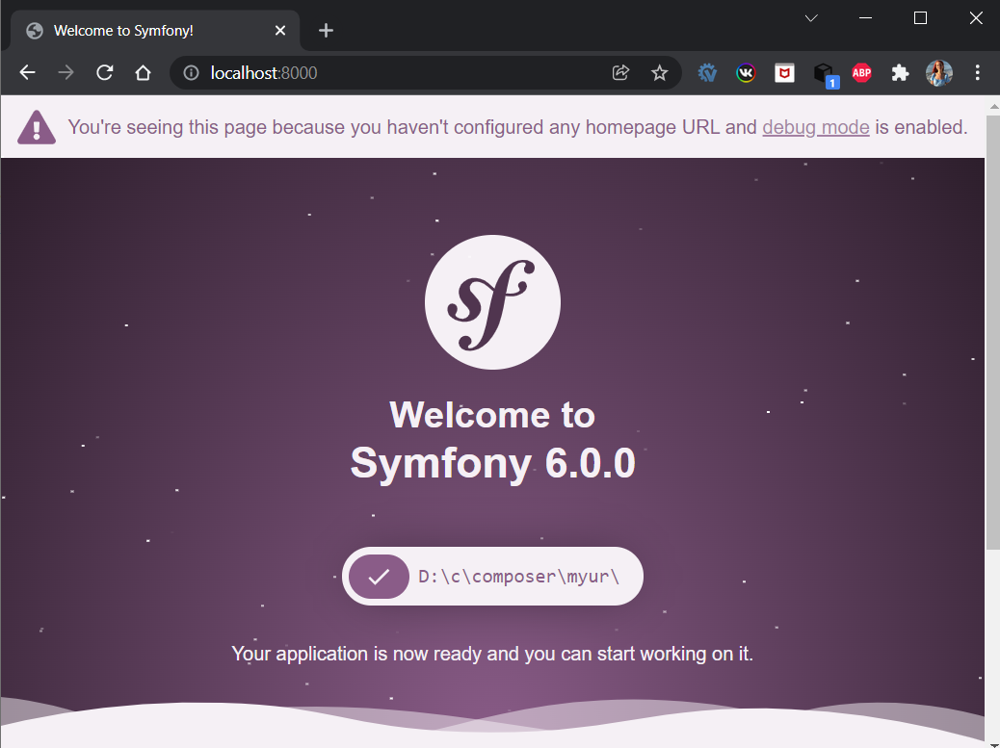 Welcome to Symfony!
localhost:8000
1
ABP
You're seeing this page because you haven't configured any homepage URL and debug mode is enabled.
sf
Welcome to
Symfony 6.0.0
D:\c\composer\myur\
Your application is now ready and you can start working on it.